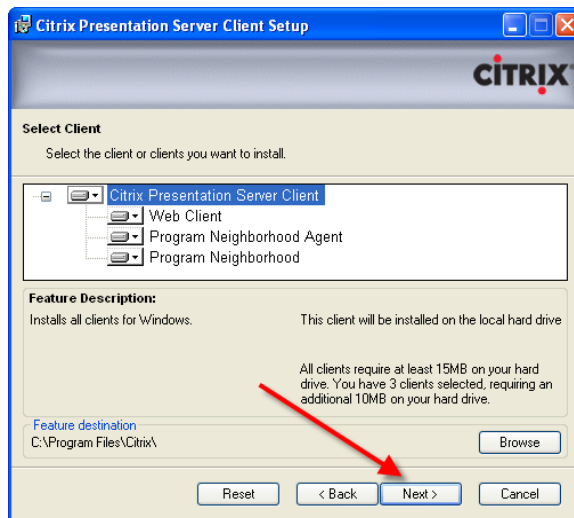 Citrix Presentation Server Client Setup
CITRIX
Select Client
Select the client or clients you want to install.
Citrix Presentation Server Client
Web Client
Program Neighborhood Agent
Program Neighborhood
Feature Description:
Installs all clients for Windows.
This client will be installed on the local hard drive
All clients require at least 15MB on your hard
drive. You have 3 clients selected, requiring an
additional 10MB on your hard drive.
Feature destination
C:\Program Files\Citrix\
Browse
Reset
< Back
Next >
Cancel